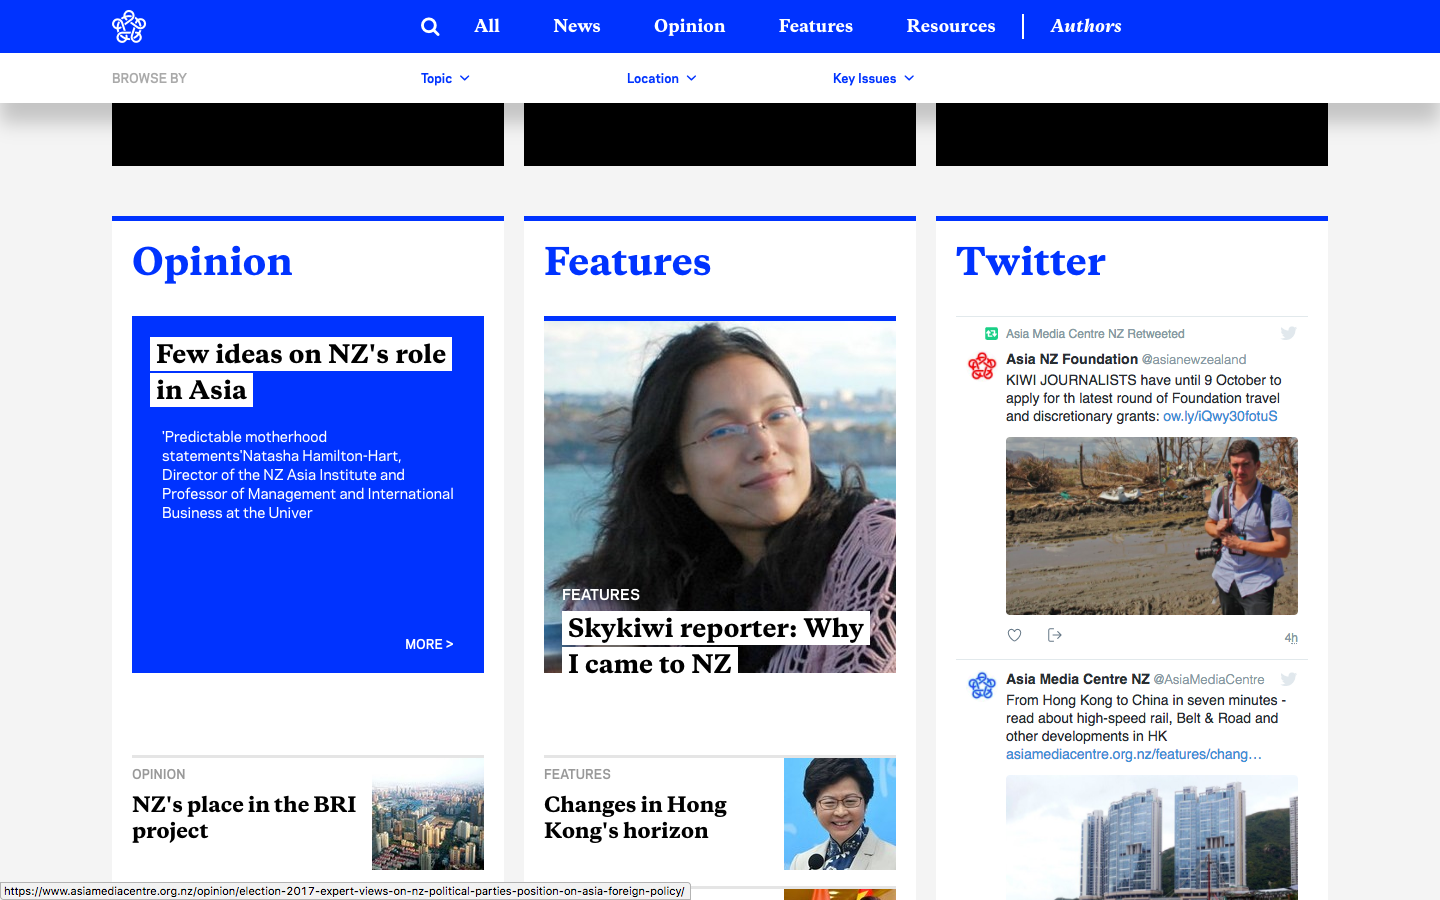 All
News
Opinion
Features
Resources
Authors
BROWSE BY
Topic
Location
Key Issues
Opinion
Few ideas on NZ's role
in Asia
'Predictable motherhood
statements'Natasha Hamilton-Hart,
Director of the NZ Asia Institute and
Professor of Management and International
Business at the Univer
MORE >
OPINION
NZ's place in the BRI
project
Features
FEATURES
Skykiwi reporter: Why
I came to NZ
FEATURES
Changes in Hong
Kong's horizon
Twitter
Asia Media Centre NZ Retweeted
Asia NZ Foundation @asianewzealand
KIWI JOURNALISTS have until 9 October to
apply for th latest round of Foundation travel
and discretionary grants: ow.ly/iQwy30fotuS
4h
Asia Media Centre NZ @AsiaMediaCentre
From Hong Kong to China in seven minutes -
read about high-speed rail, Belt & Road and
other developments in HK
asiamediacentre.org.nz/features/chang…
https://www.asiamediacentre.org.nz/opinion/election-2017-expert-views-on-nz-political-parties-position-on-asia-foreign-policy/